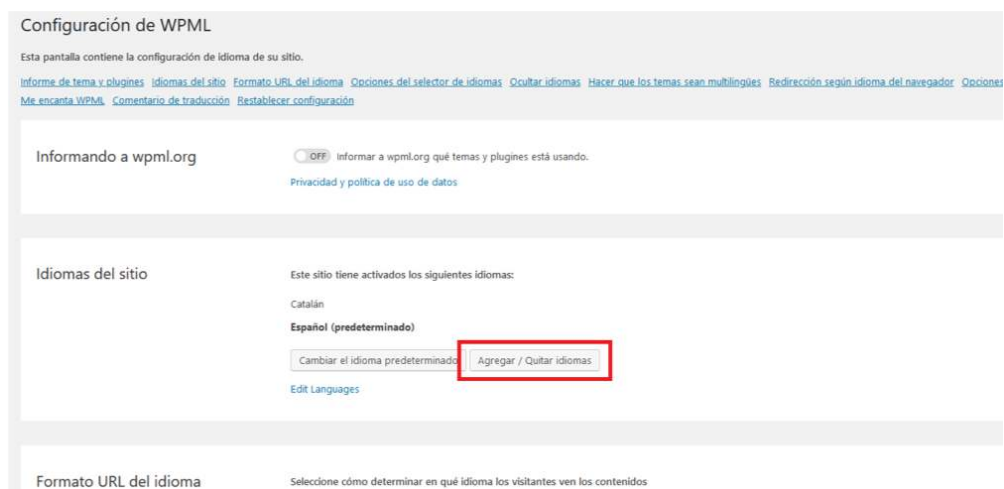 Configuración de WPML
Esta pantalla contiene la configuración de idioma de su sitio.
Informe de tema y plugines Idiomas del sitio Formato URL del idioma Opciones del selector de idiomas Ocultar idiomas Hacer que los temas sean multilingües Redirección según idioma del navegador Opciones
Me encanta WPML Comentario de traducción Restablecer configuración
Informando a wpml.org
OFF Informar a wpml.org qué temas y plugines está usando.
Privacidad y política de uso de datos
Idiomas del sitio
Este sitio tiene activados los siguientes idiomas:
Catalán
Español (predeterminado)
Cambiar el idioma predeterminado Agregar / Quitar idiomas
Edit Languages
Formato URL del idioma
Seleccione cómo determinar en qué idioma los visitantes ven los contenidos